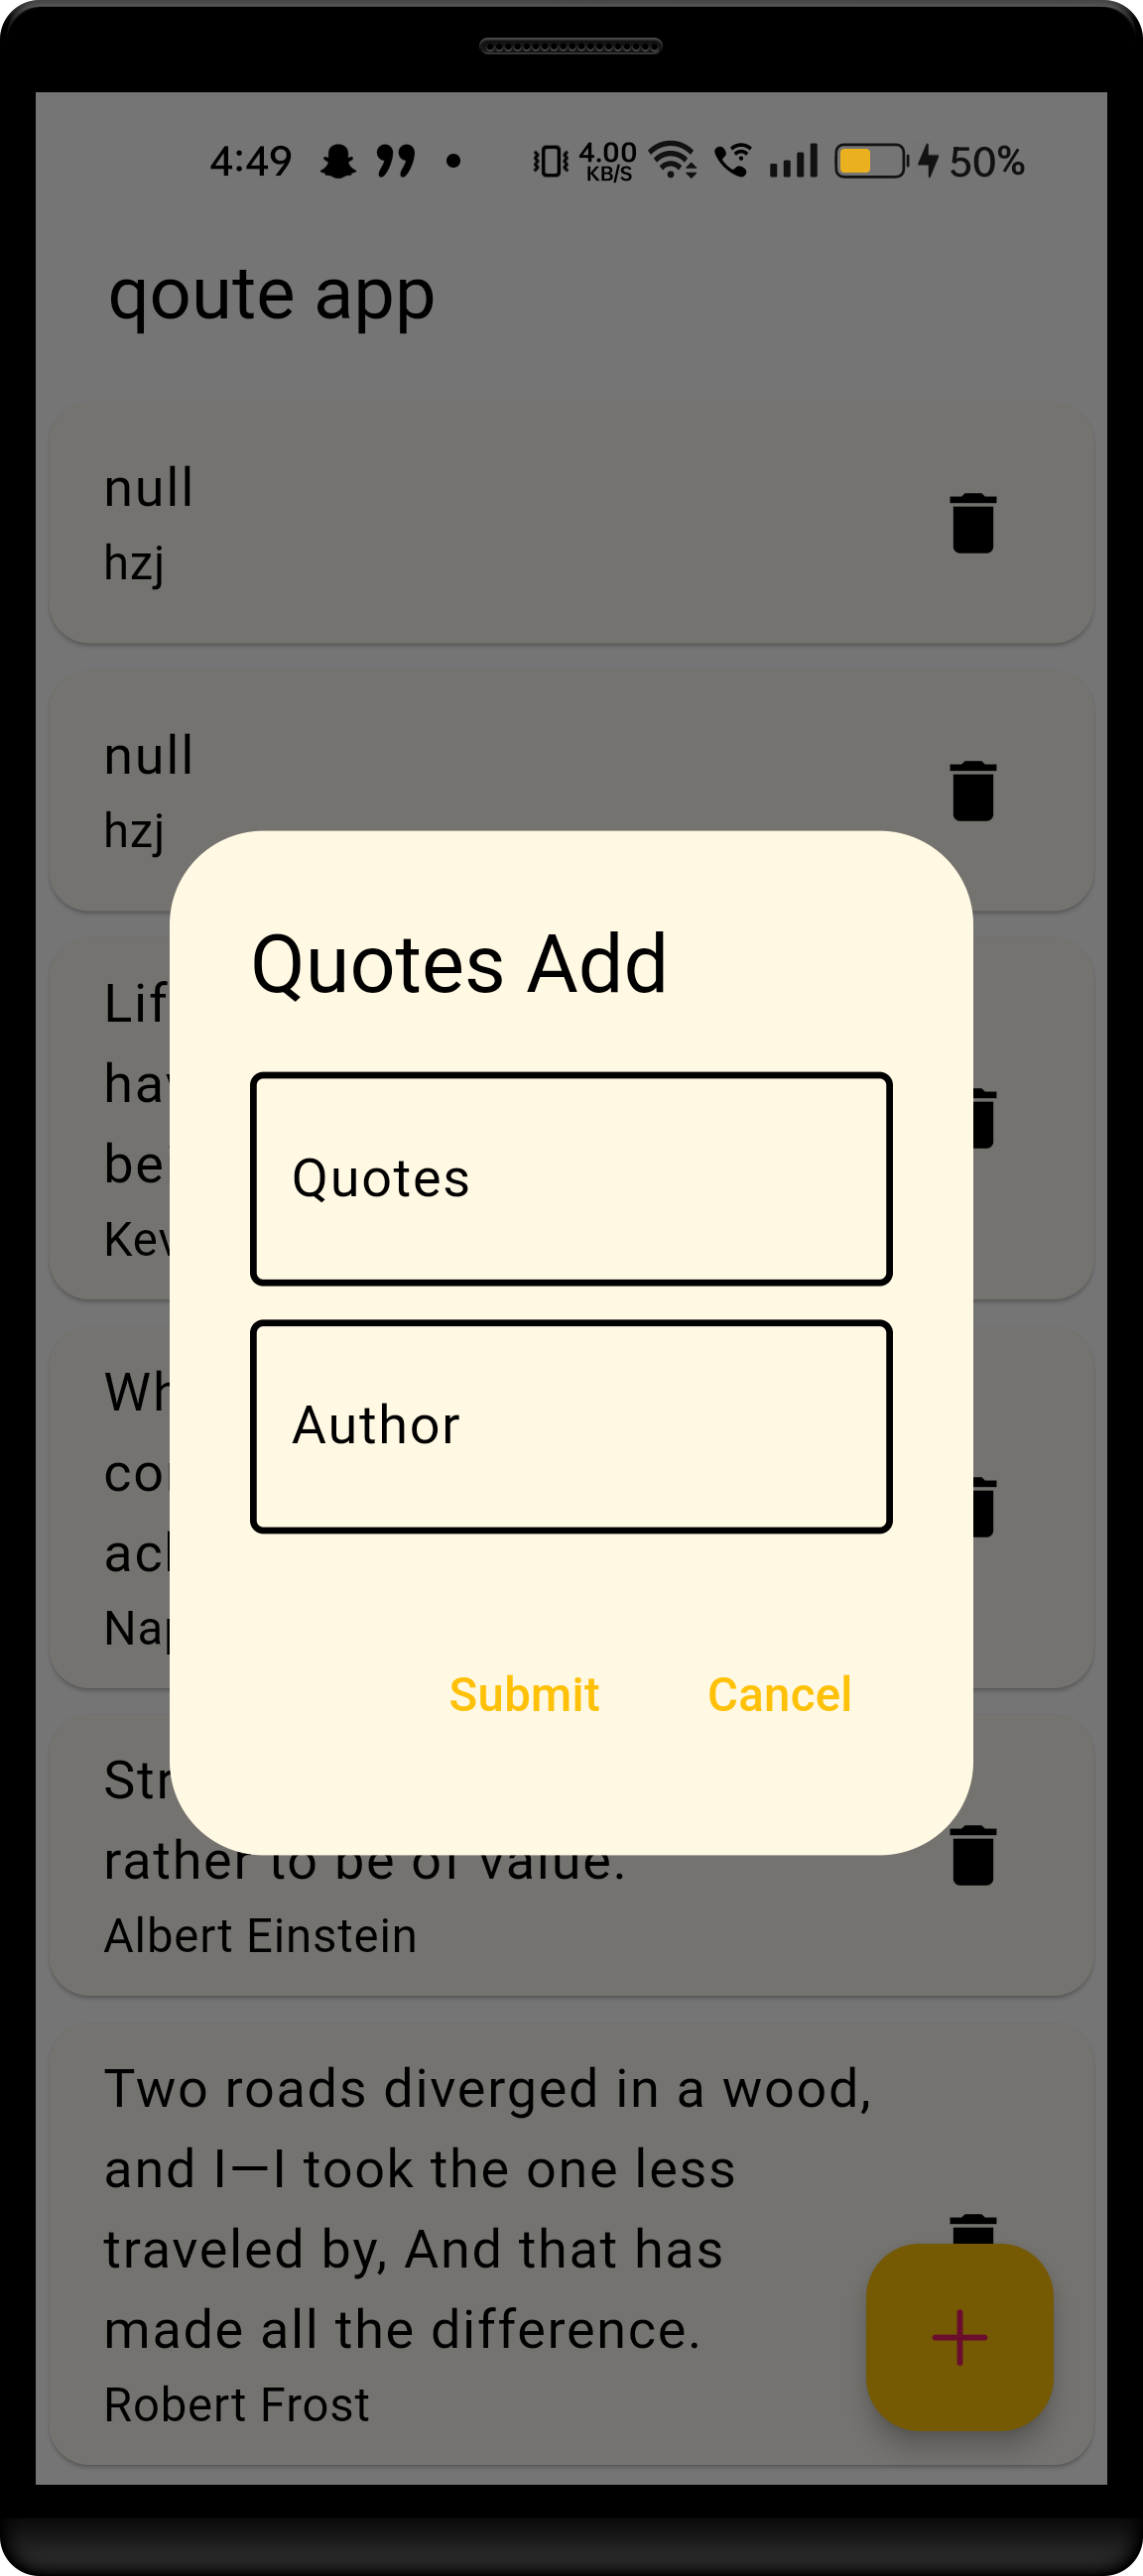 4:49 4.00 KB/S 50%
qoute app
null
hzj
null
hzj
Quotes Add
Quotes
Author
Submit Cancel
rather to be of value.
Albert Einstein
Two roads diverged in a wood,
and I—I took the one less
traveled by, And that has
made all the difference.
Robert Frost